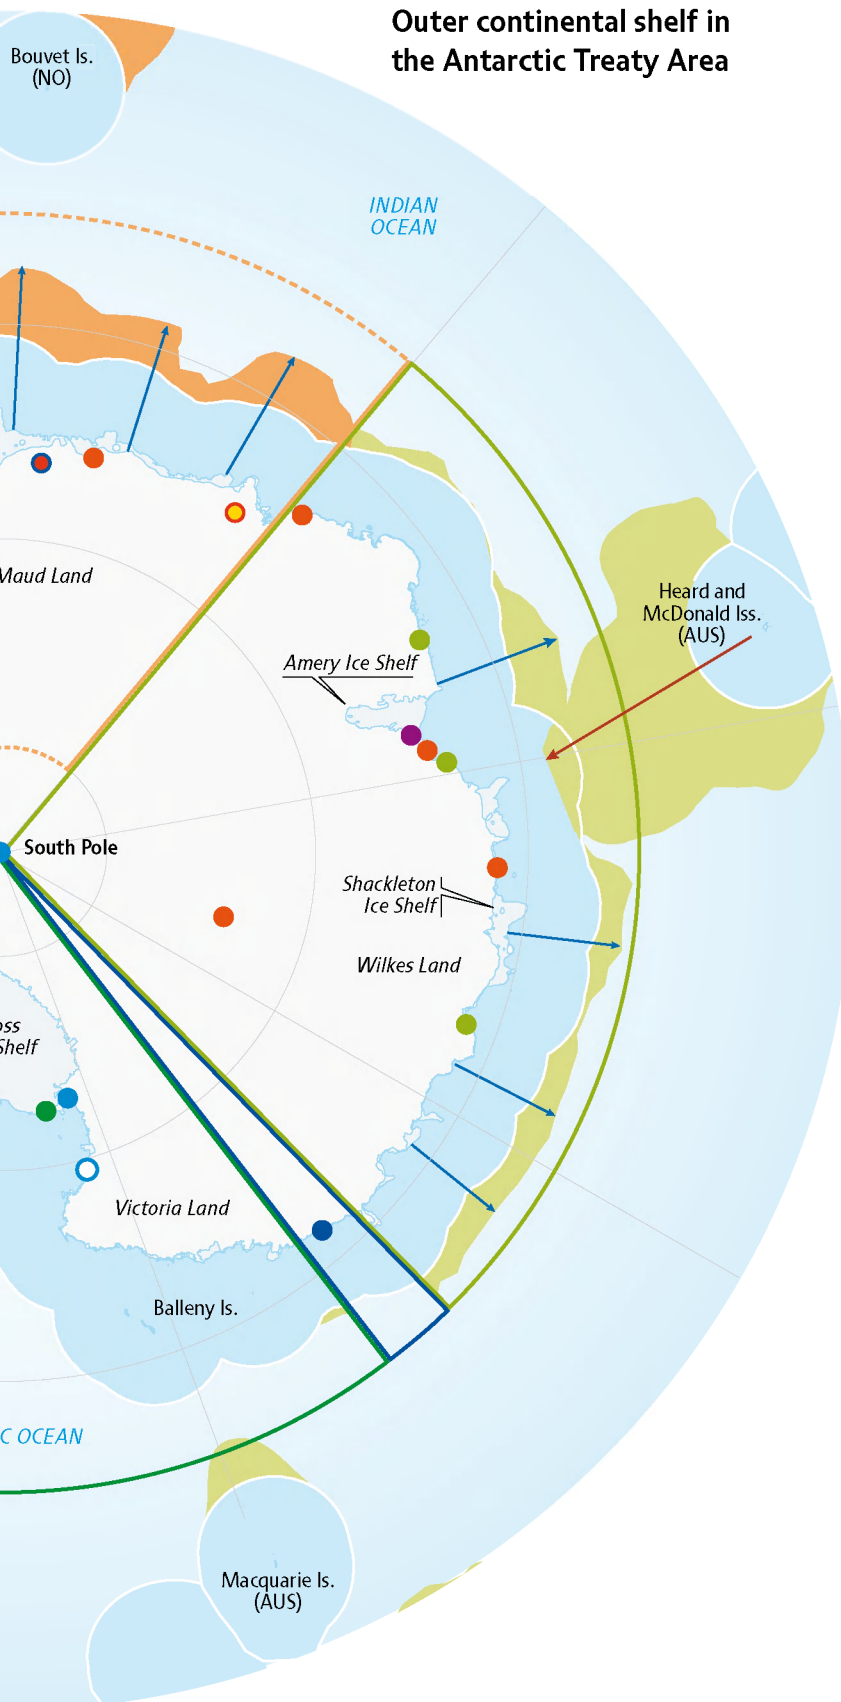 Outer continental shelf in
the Antarctic Treaty Area
Bouvet Is.
(NO)
INDIAN
OCEAN
Maud Land
Heard and
McDonald Iss.
(AUS)
Amery Ice Shelf
South Pole
Shackleton
Ice Shelf
Wilkes Land
oss
Shelf
Victoria Land
Balleny Is.
C OCEAN
Macquarie Is.
(AUS)